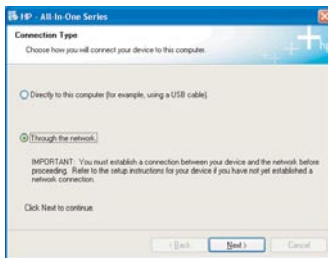 HP - All-In-One Series
Connection Type
Choose how you will connect your device to this computer.
Directly to this computer (for example, using a USB cable).
Through the network.
IMPORTANT: You must establish a connection between your device and the network before
proceeding. Refer to the setup instructions for your device if you have not yet established a
network connection.
Click Next to continue.
< Back Next > Cancel